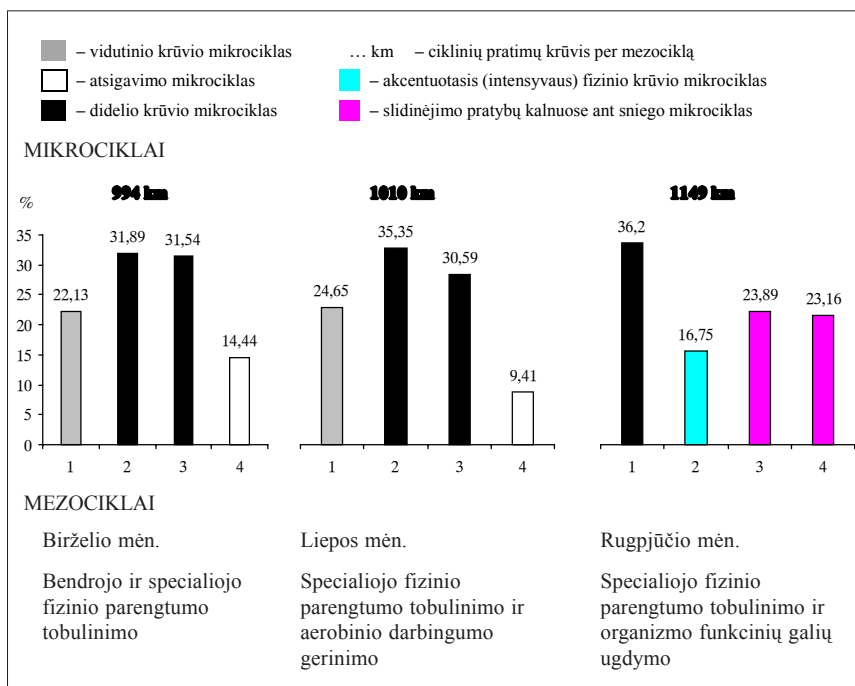 – vidutinio krūvio mikrociklas
… km – ciklinių pratimų krūvis per mezociklą
– atsigavimo mikrociklas
– akcentuotasis (intensyvaus) fizinio krūvio mikrociklas
– didelio krūvio mikrociklas
– slidinėjimo pratybų kalnuose ant sniego mikrociklas
MIKROCIKLAI
994 km 1010 km 1149 km
%
35
30
25
20
15
10
5
0
22,13 31,89 31,54 14,44
24,65 35,35 30,59 9,41
36,2 16,75 23,89 23,16
1 2 3 4 1 2 3 4 1 2 3 4
MEZOCIKLAI
Birželio mėn.
Bendrojo ir specialiojo
fizinio parengtumo
tobulinimo
Liepos mėn.
Specialiojo fizinio
parengtumo tobulinimo ir
aerobinio darbingumo
gerinimo
Rugpjūčio mėn.
Specialiojo fizinio
parengtumo tobulinimo ir
organizmo funkcinių galių
ugdymo